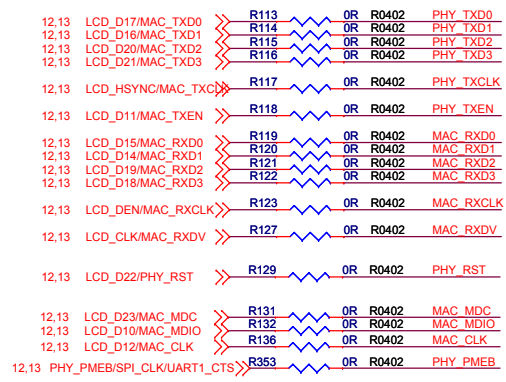 12,13 LCD_D17/MAC_TXD0 R113 0R R0402 PHY_TXD0
12,13 LCD_D16/MAC_TXD1 R114 0R R0402 PHY_TXD1
12,13 LCD_D20/MAC_TXD2 R115 0R R0402 PHY_TXD2
12,13 LCD_D21/MAC_TXD3 R116 0R R0402 PHY_TXD3
12,13 LCD_HSYNC/MAC_TXCLK R117 0R R0402 PHY_TXCLK
12,13 LCD_D11/MAC_TXEN R118 0R R0402 PHY_TXEN
12,13 LCD_D15/MAC_RXD0 R119 0R R0402 MAC_RXD0
12,13 LCD_D14/MAC_RXD1 R120 0R R0402 MAC_RXD1
12,13 LCD_D19/MAC_RXD2 R121 0R R0402 MAC_RXD2
12,13 LCD_D18/MAC_RXD3 R122 0R R0402 MAC_RXD3
12,13 LCD_DEN/MAC_RXCLK R123 0R R0402 MAC_RXCLK
12,13 LCD_CLK/MAC_RXDV R127 0R R0402 MAC_RXDV
12,13 LCD_D22/PHY_RST R129 0R R0402 PHY_RST
12,13 LCD_D23/MAC_MDC R131 0R R0402 MAC_MDC
12,13 LCD_D10/MAC_MDIO R132 0R R0402 MAC_MDIO
12,13 LCD_D12/MAC_CLK R136 0R R0402 MAC_CLK
12,13 PHY_PMEB/SPI_CLK/UART1_CTS R353 0R R0402 PHY_PMEB